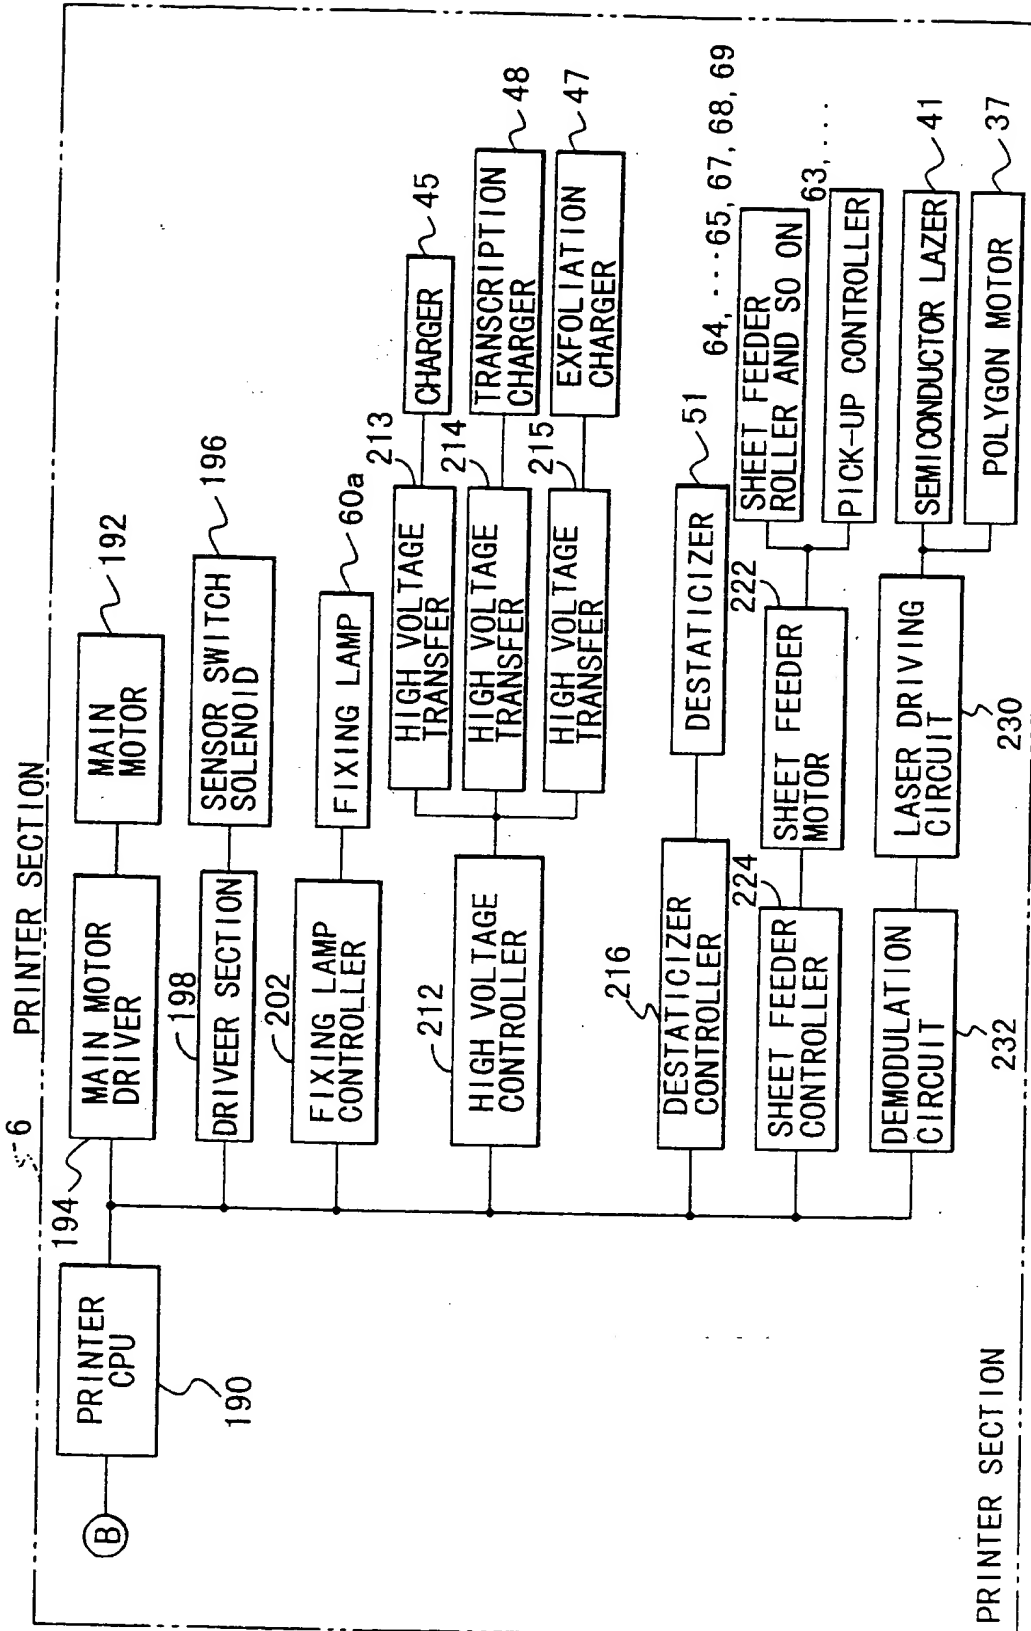 6 PRINTER SECTION
B
PRINTER
CPU
190
194
MAIN MOTOR
DRIVER
MAIN
MOTOR
192
198
DRIVEER SECTION
SENSOR SWITCH
SOLENOID
196
202
FIXING LAMP
CONTROLLER
FIXING LAMP
60a
212
HIGH VOLTAGE
CONTROLLER
HIGH VOLTAGE
TRANSFER
213
CHARGER
45
HIGH VOLTAGE
TRANSFER
214
TRANSCRIPTION
CHARGER
48
HIGH VOLTAGE
TRANSFER
215
EXFOLIATION
CHARGER
47
216
DESTATICIZER
CONTROLLER
DESTATICIZER
51
SHEET FEEDER
CONTROLLER
224
SHEET FEEDER
MOTOR
222
64, ···65, 67, 68, 69
SHEET FEEDER
ROLLER AND SO ON
PICK-UP CONTROLLER
63, ...
DEMODULATION
CIRCUIT
232
LASER DRIVING
CIRCUIT
230
SEMICONDUCTOR LAZER
41
POLYGON MOTOR
37
PRINTER SECTION